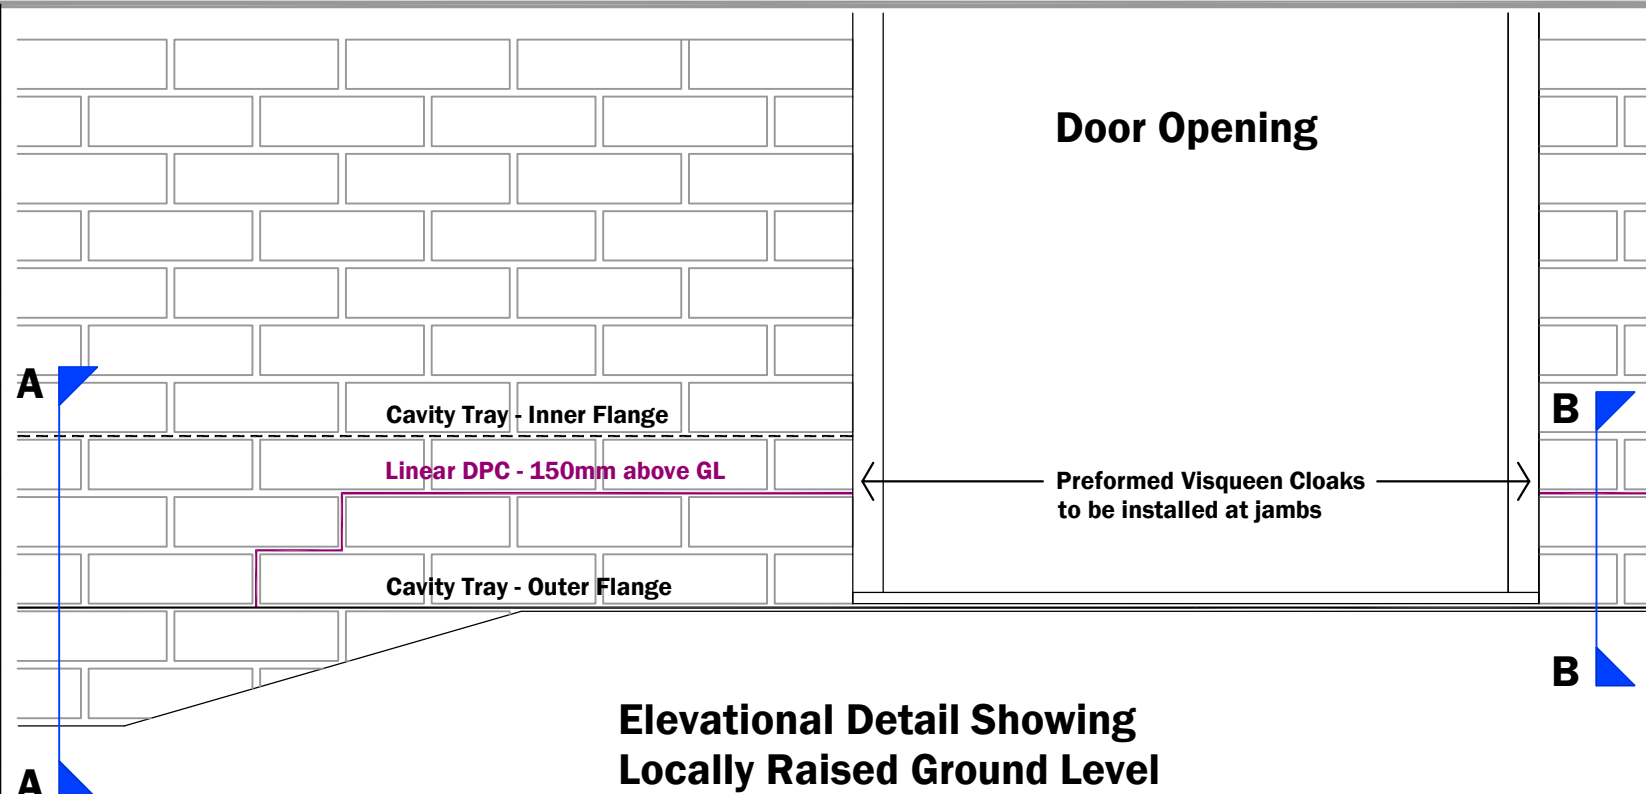 Door Opening
A
B
Cavity Tray - Inner Flange
Linear DPC - 150mm above GL
Preformed Visqueen Cloaks
to be installed at jambs
Cavity Tray - Outer Flange
B
Elevational Detail Showing
Locally Raised Ground Level
A